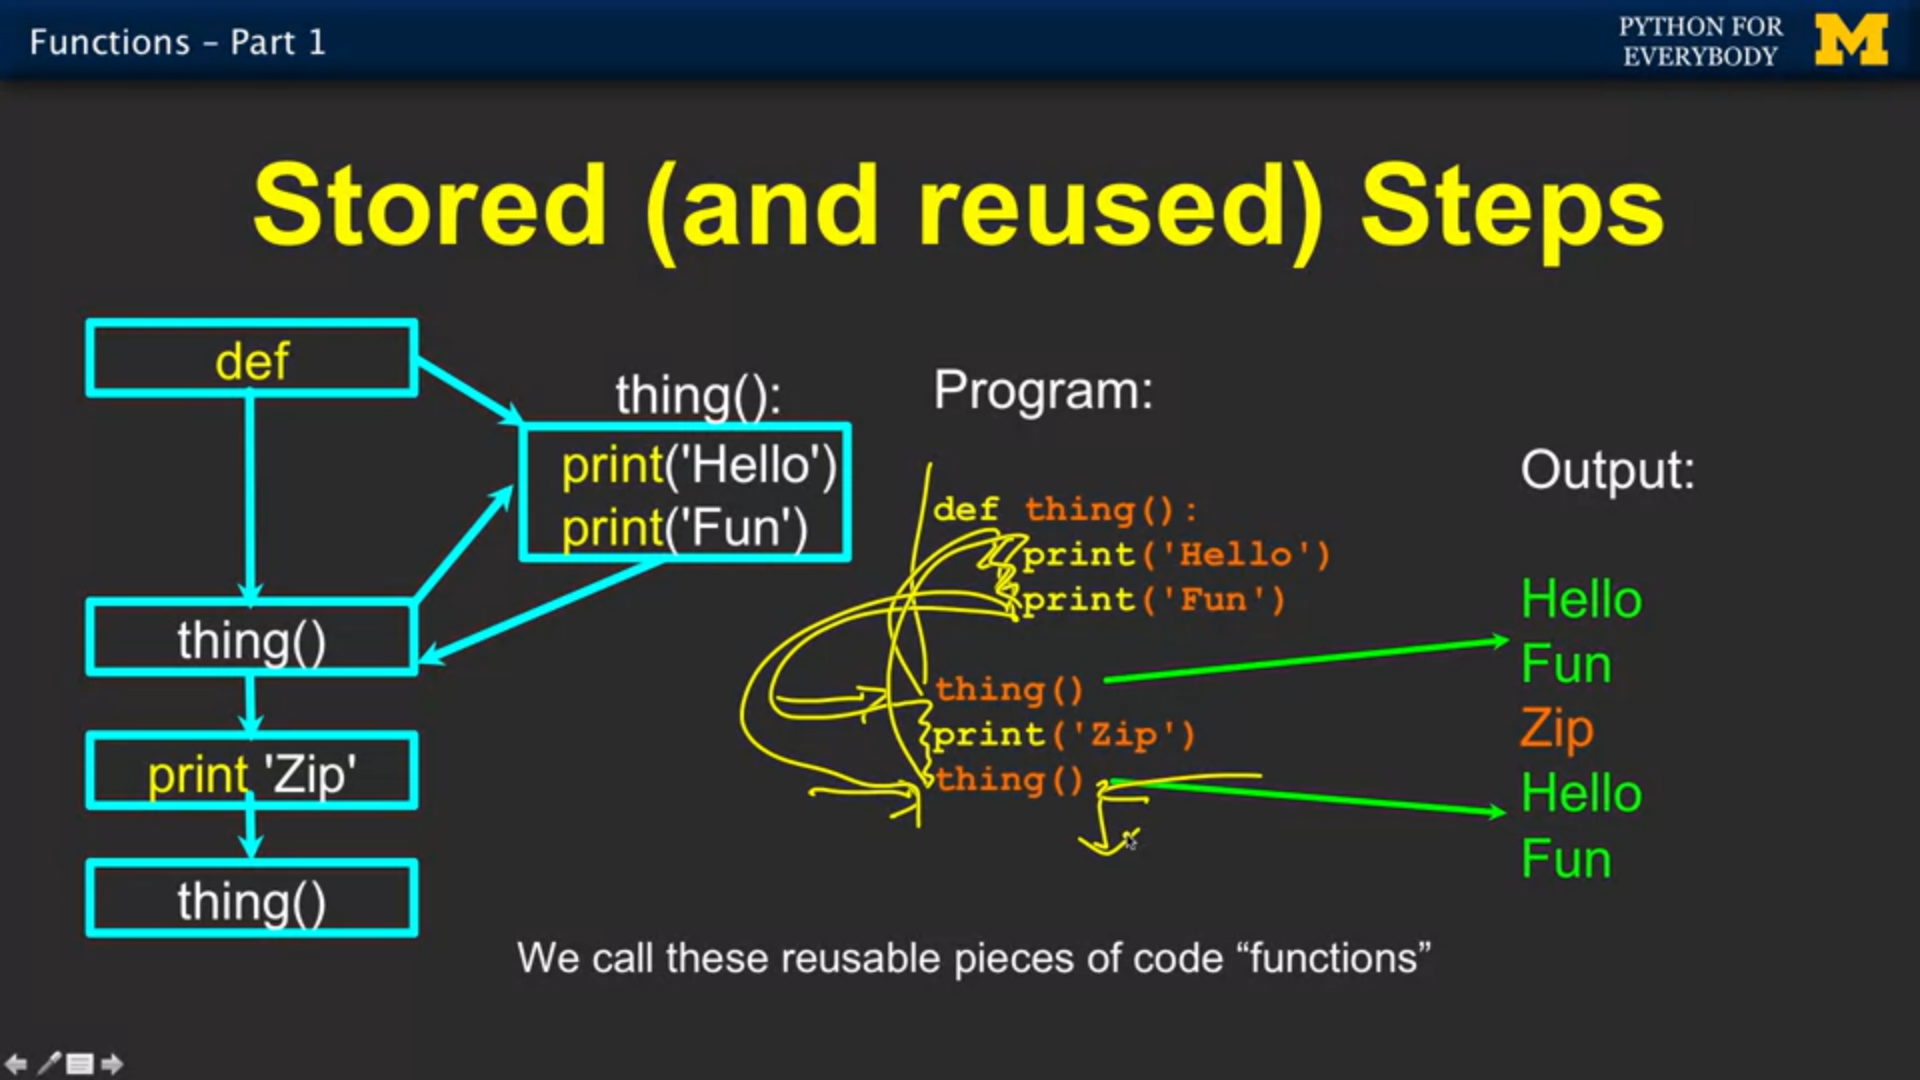 Functions – Part 1
PYTHON FOR
EVERYBODY
M
Stored (and reused) Steps
def
thing():
print('Hello')
print('Fun')
thing()
print 'Zip'
thing()
Program:
def thing():
print('Hello')
print('Fun')
thing()
print('Zip')
thing()
Output:
Hello
Fun
Zip
Hello
Fun
We call these reusable pieces of code “functions”